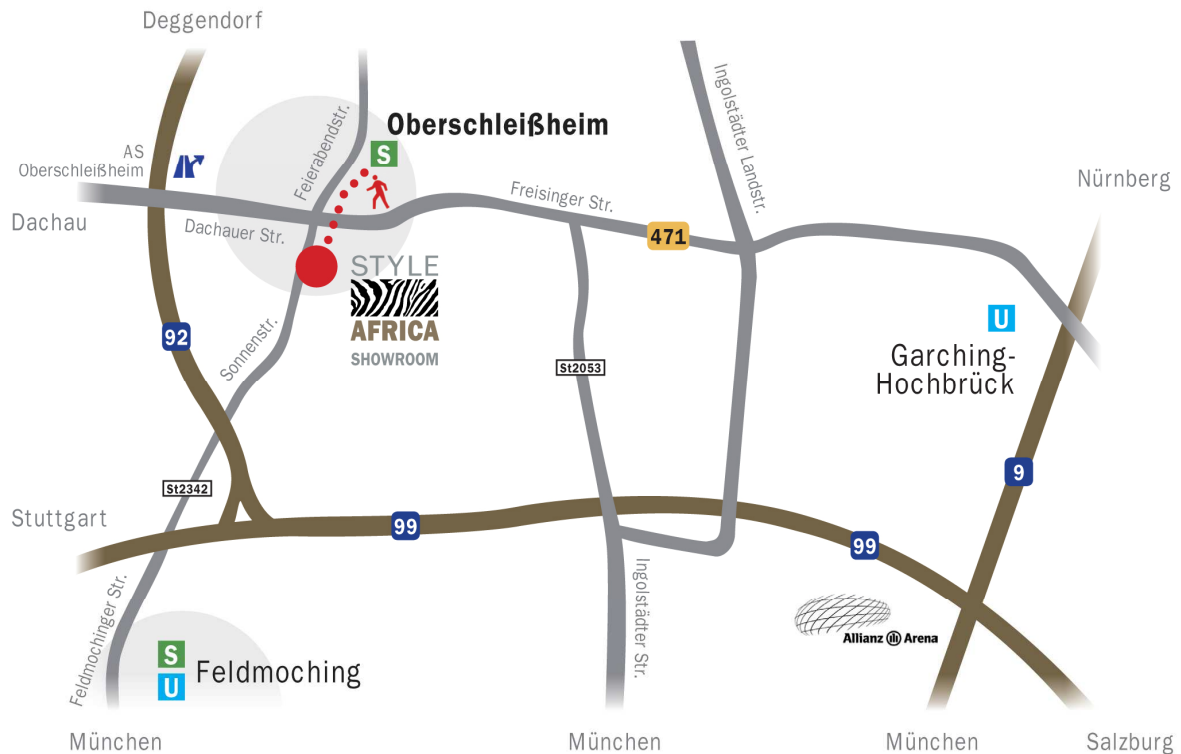 Deggendorf
Oberschleißheim
S
AS
Oberschleißheim
Feierabendstr.
Ingolstädter Landstr.
Nürnberg
Freisinger Str.
Dachau
Dachauer Str.
471
STYLE
AFRICA
SHOWROOM
92
Sonnenstr.
St2053
U
Garching-
Hochbrück
St2342
9
Stuttgart
99
99
Feldmochinger Str.
Ingolstädter Str.
Allianz Arena
S
U
Feldmoching
München
München
München
Salzburg